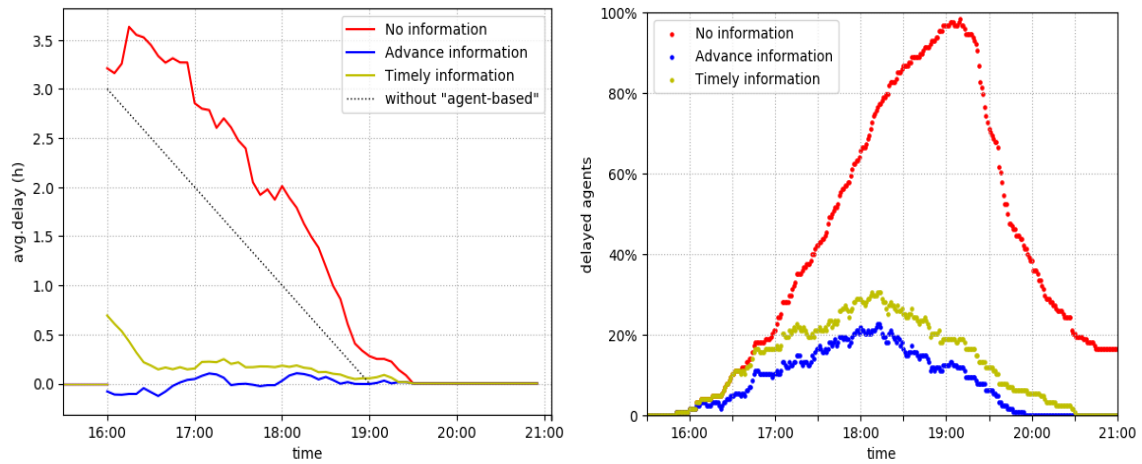 avg.delay (h)
3.5
3.0
2.5
2.0
1.5
1.0
0.5
0.0
No information
Advance information
Timely information
without "agent-based"
16:00 17:00 18:00 19:00 20:00 21:00
time
delayed agents
100%
80%
60%
40%
20%
0
No information
Advance information
Timely information
16:00 17:00 18:00 19:00 20:00 21:00
time